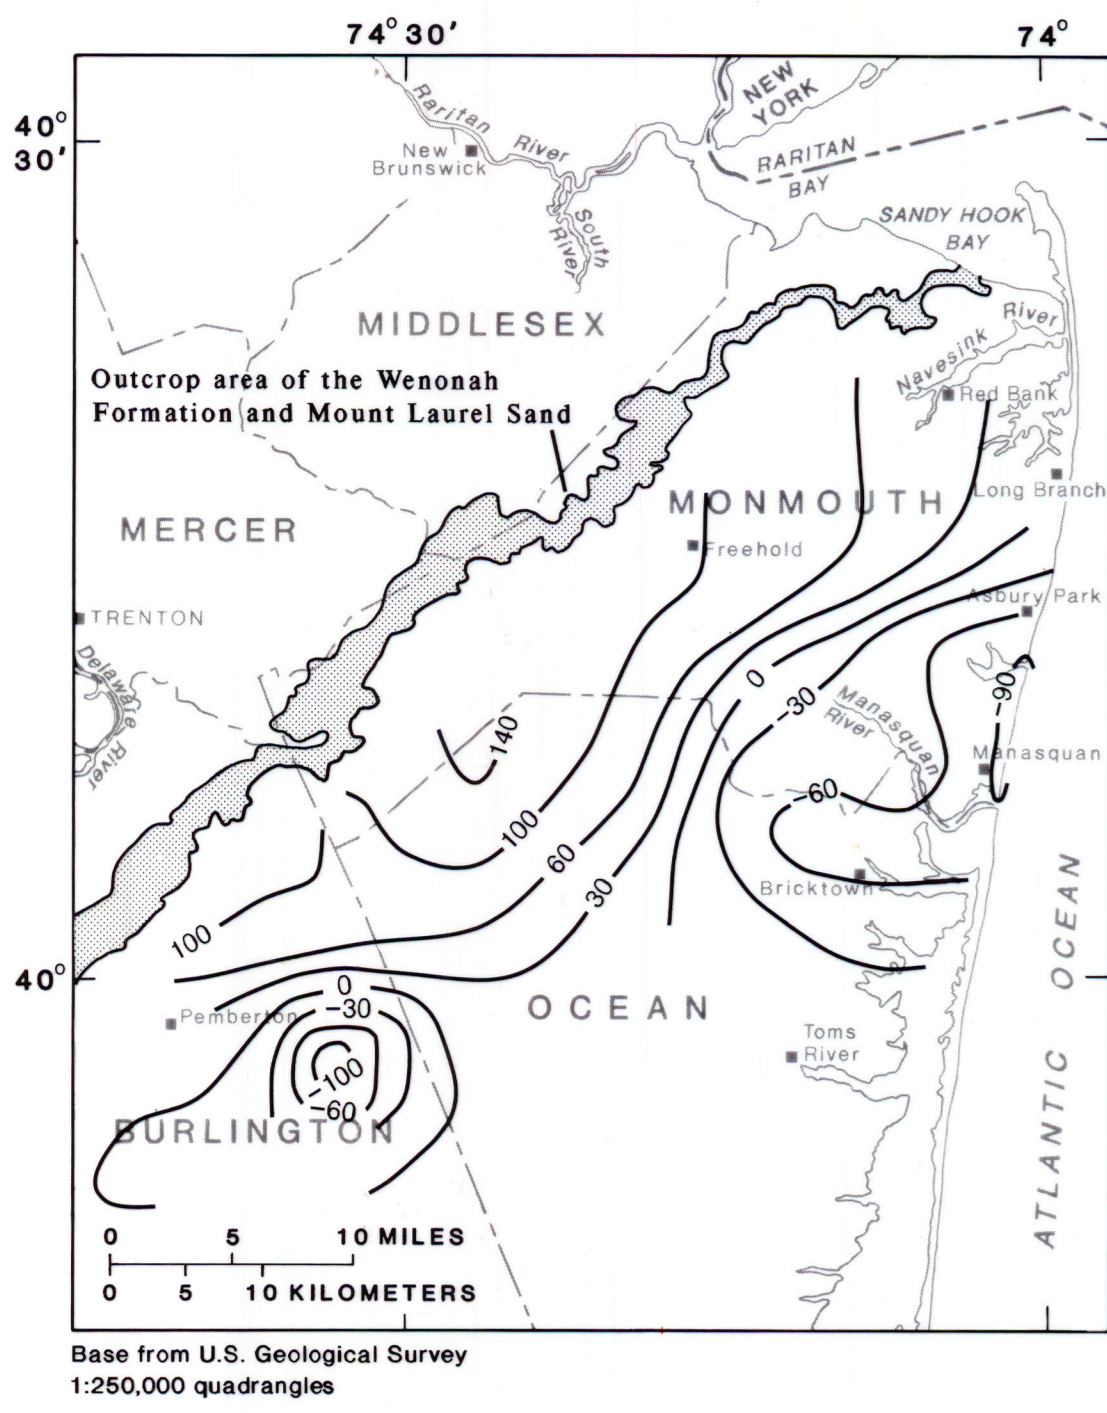 74° 30'
74°
40°
30'
Raritan
River
New
Brunswick
South
River
NEW
YORK
RARITAN
BAY
SANDY HOOK
BAY
MIDDLESEX
Navesink
River
Outcrop area of the Wenonah
Formation and Mount Laurel Sand
Red Bank
MERCER
MONMOUTH
Long Branch
Freehold
TRENTON
Asbury Park
Delaware
River
0
-30
-90
Manasquan
River
Manasquan
140
Manasquan
-60
100
60
30
Bricktown
100
40°
0
-30
Pemberton
OCEAN
-100
-60
Toms
River
BURLINGTON
ATLANTIC OCEAN
0 5 10 MILES
0 5 10 KILOMETERS
Base from U.S. Geological Survey
1:250,000 quadrangles